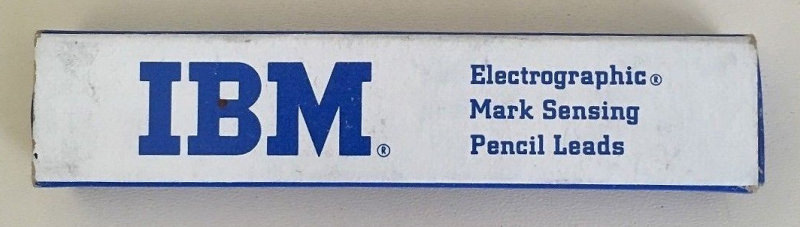 IBM®
Electrographic®
Mark Sensing
Pencil Leads